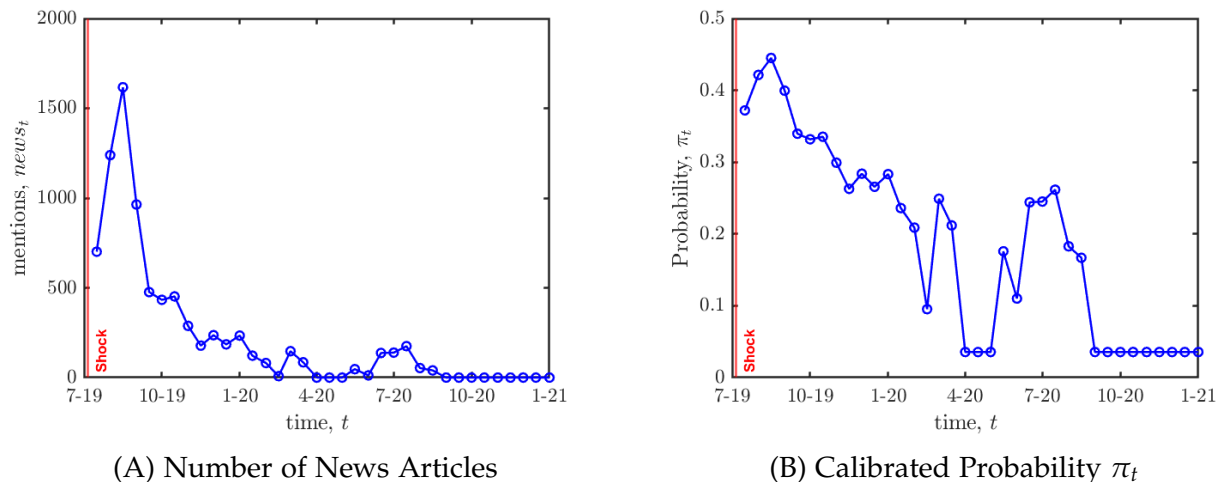 2000
1500
1000
500
0
mentions, news_t
Shock
7-19 10-19 1-20 4-20 7-20 10-20 1-21
time, t
(A) Number of News Articles
0.5
0.4
0.3
0.2
0.1
0
Probability, π_t
Shock
7-19 10-19 1-20 4-20 7-20 10-20 1-21
time, t
(B) Calibrated Probability π_t